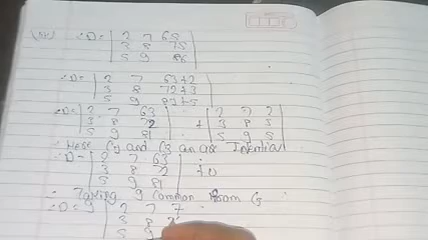 ∴D= | 2 7 65 |
| 3 8 75 |
| 5 9 86 |
∴D= | 2 7 63+2 |
| 3 8 72+3 |
| 5 9 81+5 |
∴D= | 2 7 63 | + | 2 7 2 |
| 3 8 72 | | 3 8 5 |
| 5 9 81 | | 5 9 5 |
∴ Here C1 and C3 an are Identical
∴D= | 2 7 63 |
| 3 8 72 | +0
| 5 9 81 |
∴ Taking 9 common from C3
∴D= 9 | 2 7 7
| 3 8
| 5 9